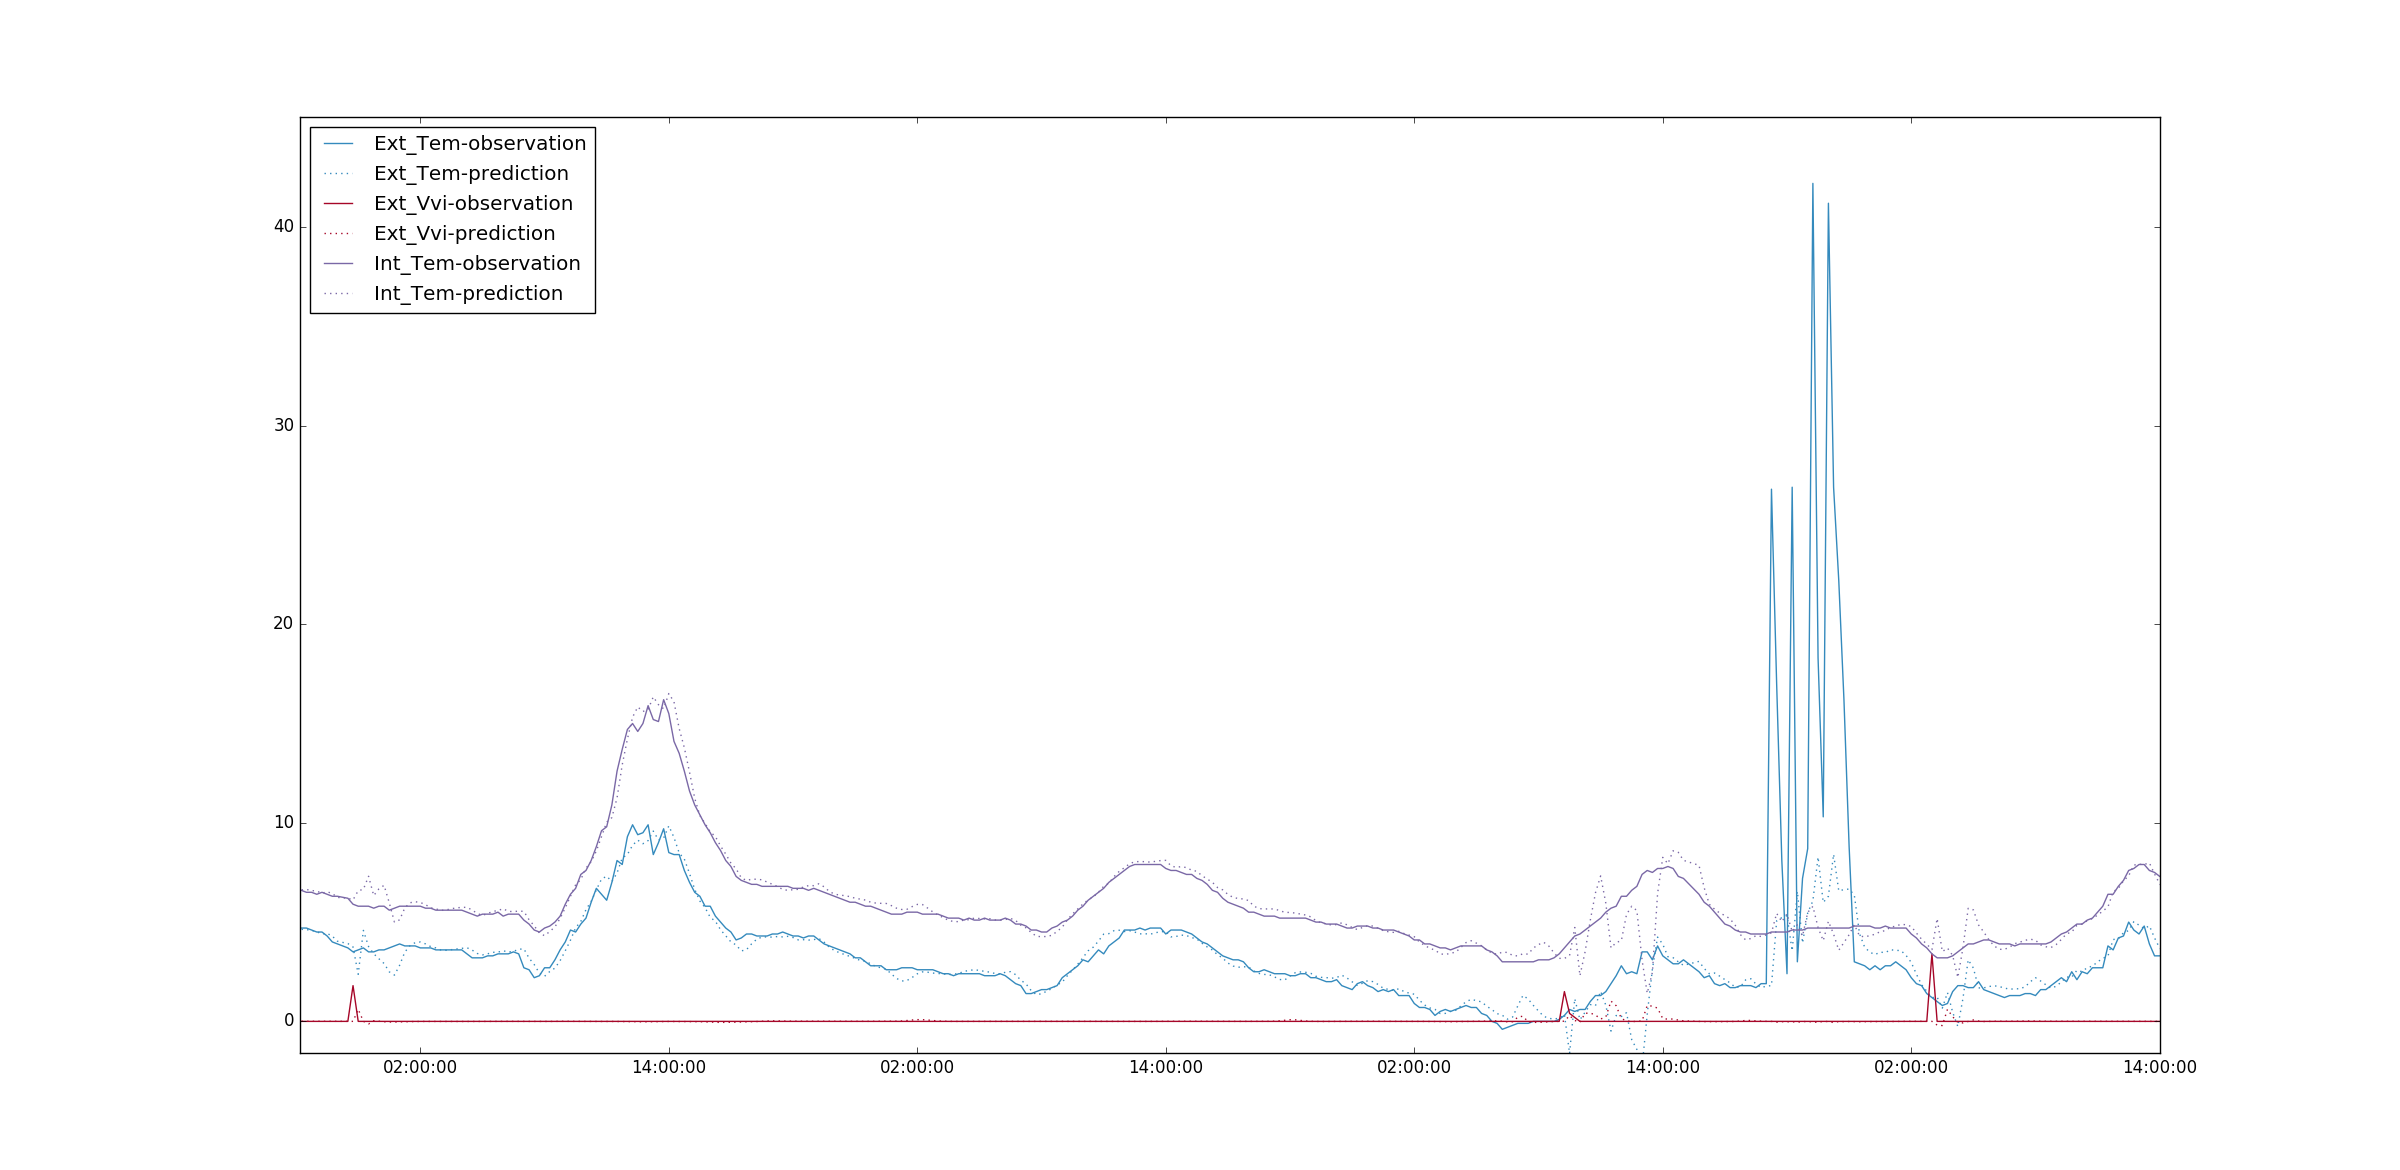 Ext_Tem-observation
Ext_Tem-prediction
Ext_Vvi-observation
Ext_Vvi-prediction
Int_Tem-observation
Int_Tem-prediction
40
30
20
10
0
02:00:00 14:00:00 02:00:00 14:00:00 02:00:00 14:00:00 02:00:00 14:00:00